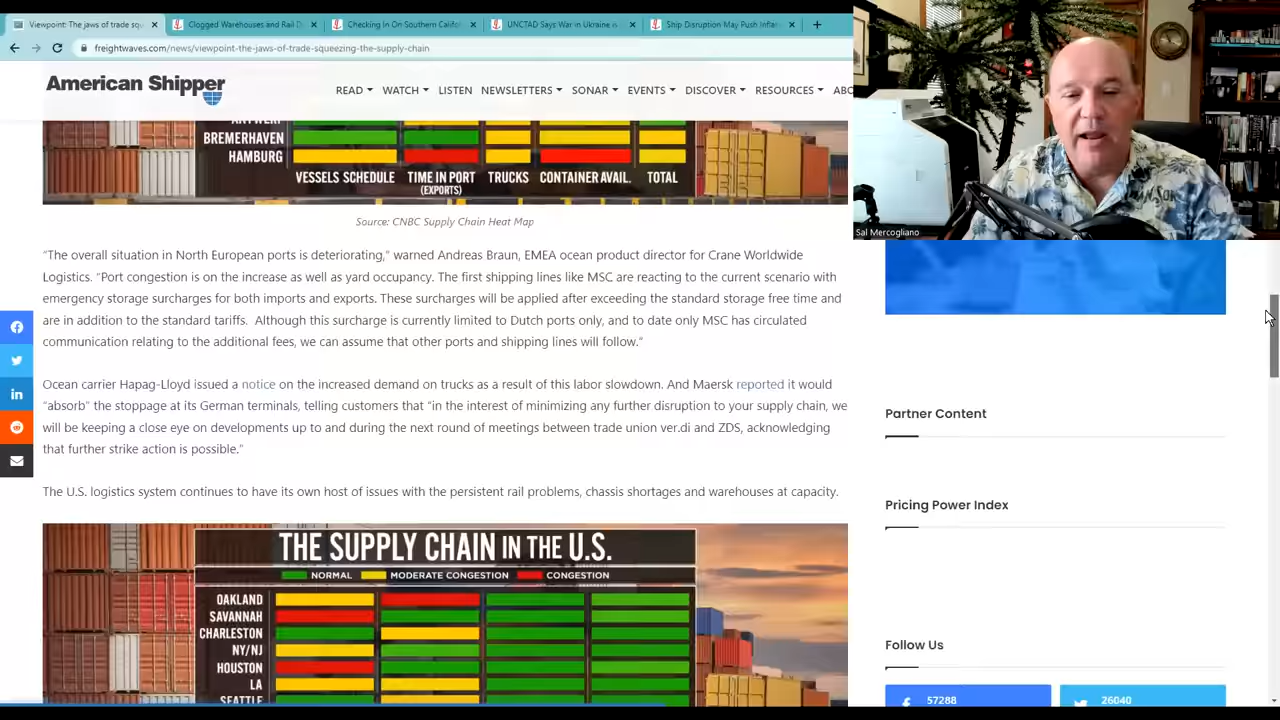 Viewpoint: The jaws of trade squ
Clogged Warehouses and Rail D
Checking In On Southern Califor
UNCTAD Says War in Ukraine is
Ship Disruption May Push Inflat
freightwaves.com/news/viewpoint-the-jaws-of-trade-squeezing-the-supply-chain
American Shipper
READ WATCH LISTEN NEWSLETTERS SONAR EVENTS DISCOVER RESOURCES ABO
ANTWERP
BREMERHAVEN
HAMBURG
VESSELS SCHEDULE TIME IN PORT (EXPORTS) TRUCKS CONTAINER AVAIL. TOTAL
Source: CNBC Supply Chain Heat Map
Sal Mercogliano
“The overall situation in North European ports is deteriorating,” warned Andreas Braun, EMEA ocean product director for Crane Worldwide
Logistics. “Port congestion is on the increase as well as yard occupancy. The first shipping lines like MSC are reacting to the current scenario with
emergency storage surcharges for both imports and exports. These surcharges will be applied after exceeding the standard storage free time and
are in addition to the standard tariffs. Although this surcharge is currently limited to Dutch ports only, and to date only MSC has circulated
communication relating to the additional fees, we can assume that other ports and shipping lines will follow.”
Ocean carrier Hapag-Lloyd issued a notice on the increased demand on trucks as a result of this labor slowdown. And Maersk reported it would
“absorb” the stoppage at its German terminals, telling customers that “in the interest of minimizing any further disruption to your supply chain, we
will be keeping a close eye on developments up to and during the next round of meetings between trade union ver.di and ZDS, acknowledging
that further strike action is possible.”
The U.S. logistics system continues to have its own host of issues with the persistent rail problems, chassis shortages and warehouses at capacity.
THE SUPPLY CHAIN IN THE U.S.
NORMAL MODERATE CONGESTION CONGESTION
OAKLAND
SAVANNAH
CHARLESTON
NY/NJ
HOUSTON
LA
SEATTLE
Partner Content
Pricing Power Index
Follow Us
57288
26040